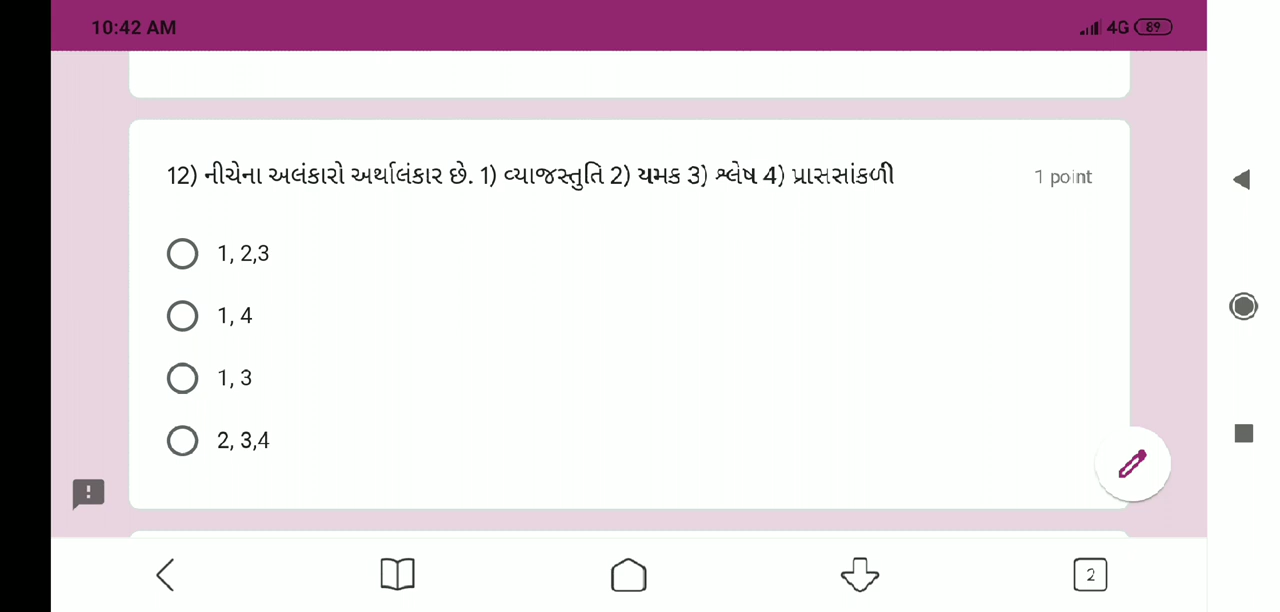 10:42 AM
4G 89
12) નીચેના અલંકારો અર્થાલંકાર છે. 1) વ્યાજસ્તુતિ 2) યમક 3) શ્લેષ 4) પ્રાસસાંકળી
1 point
1, 2,3
1, 4
1, 3
2, 3,4
2